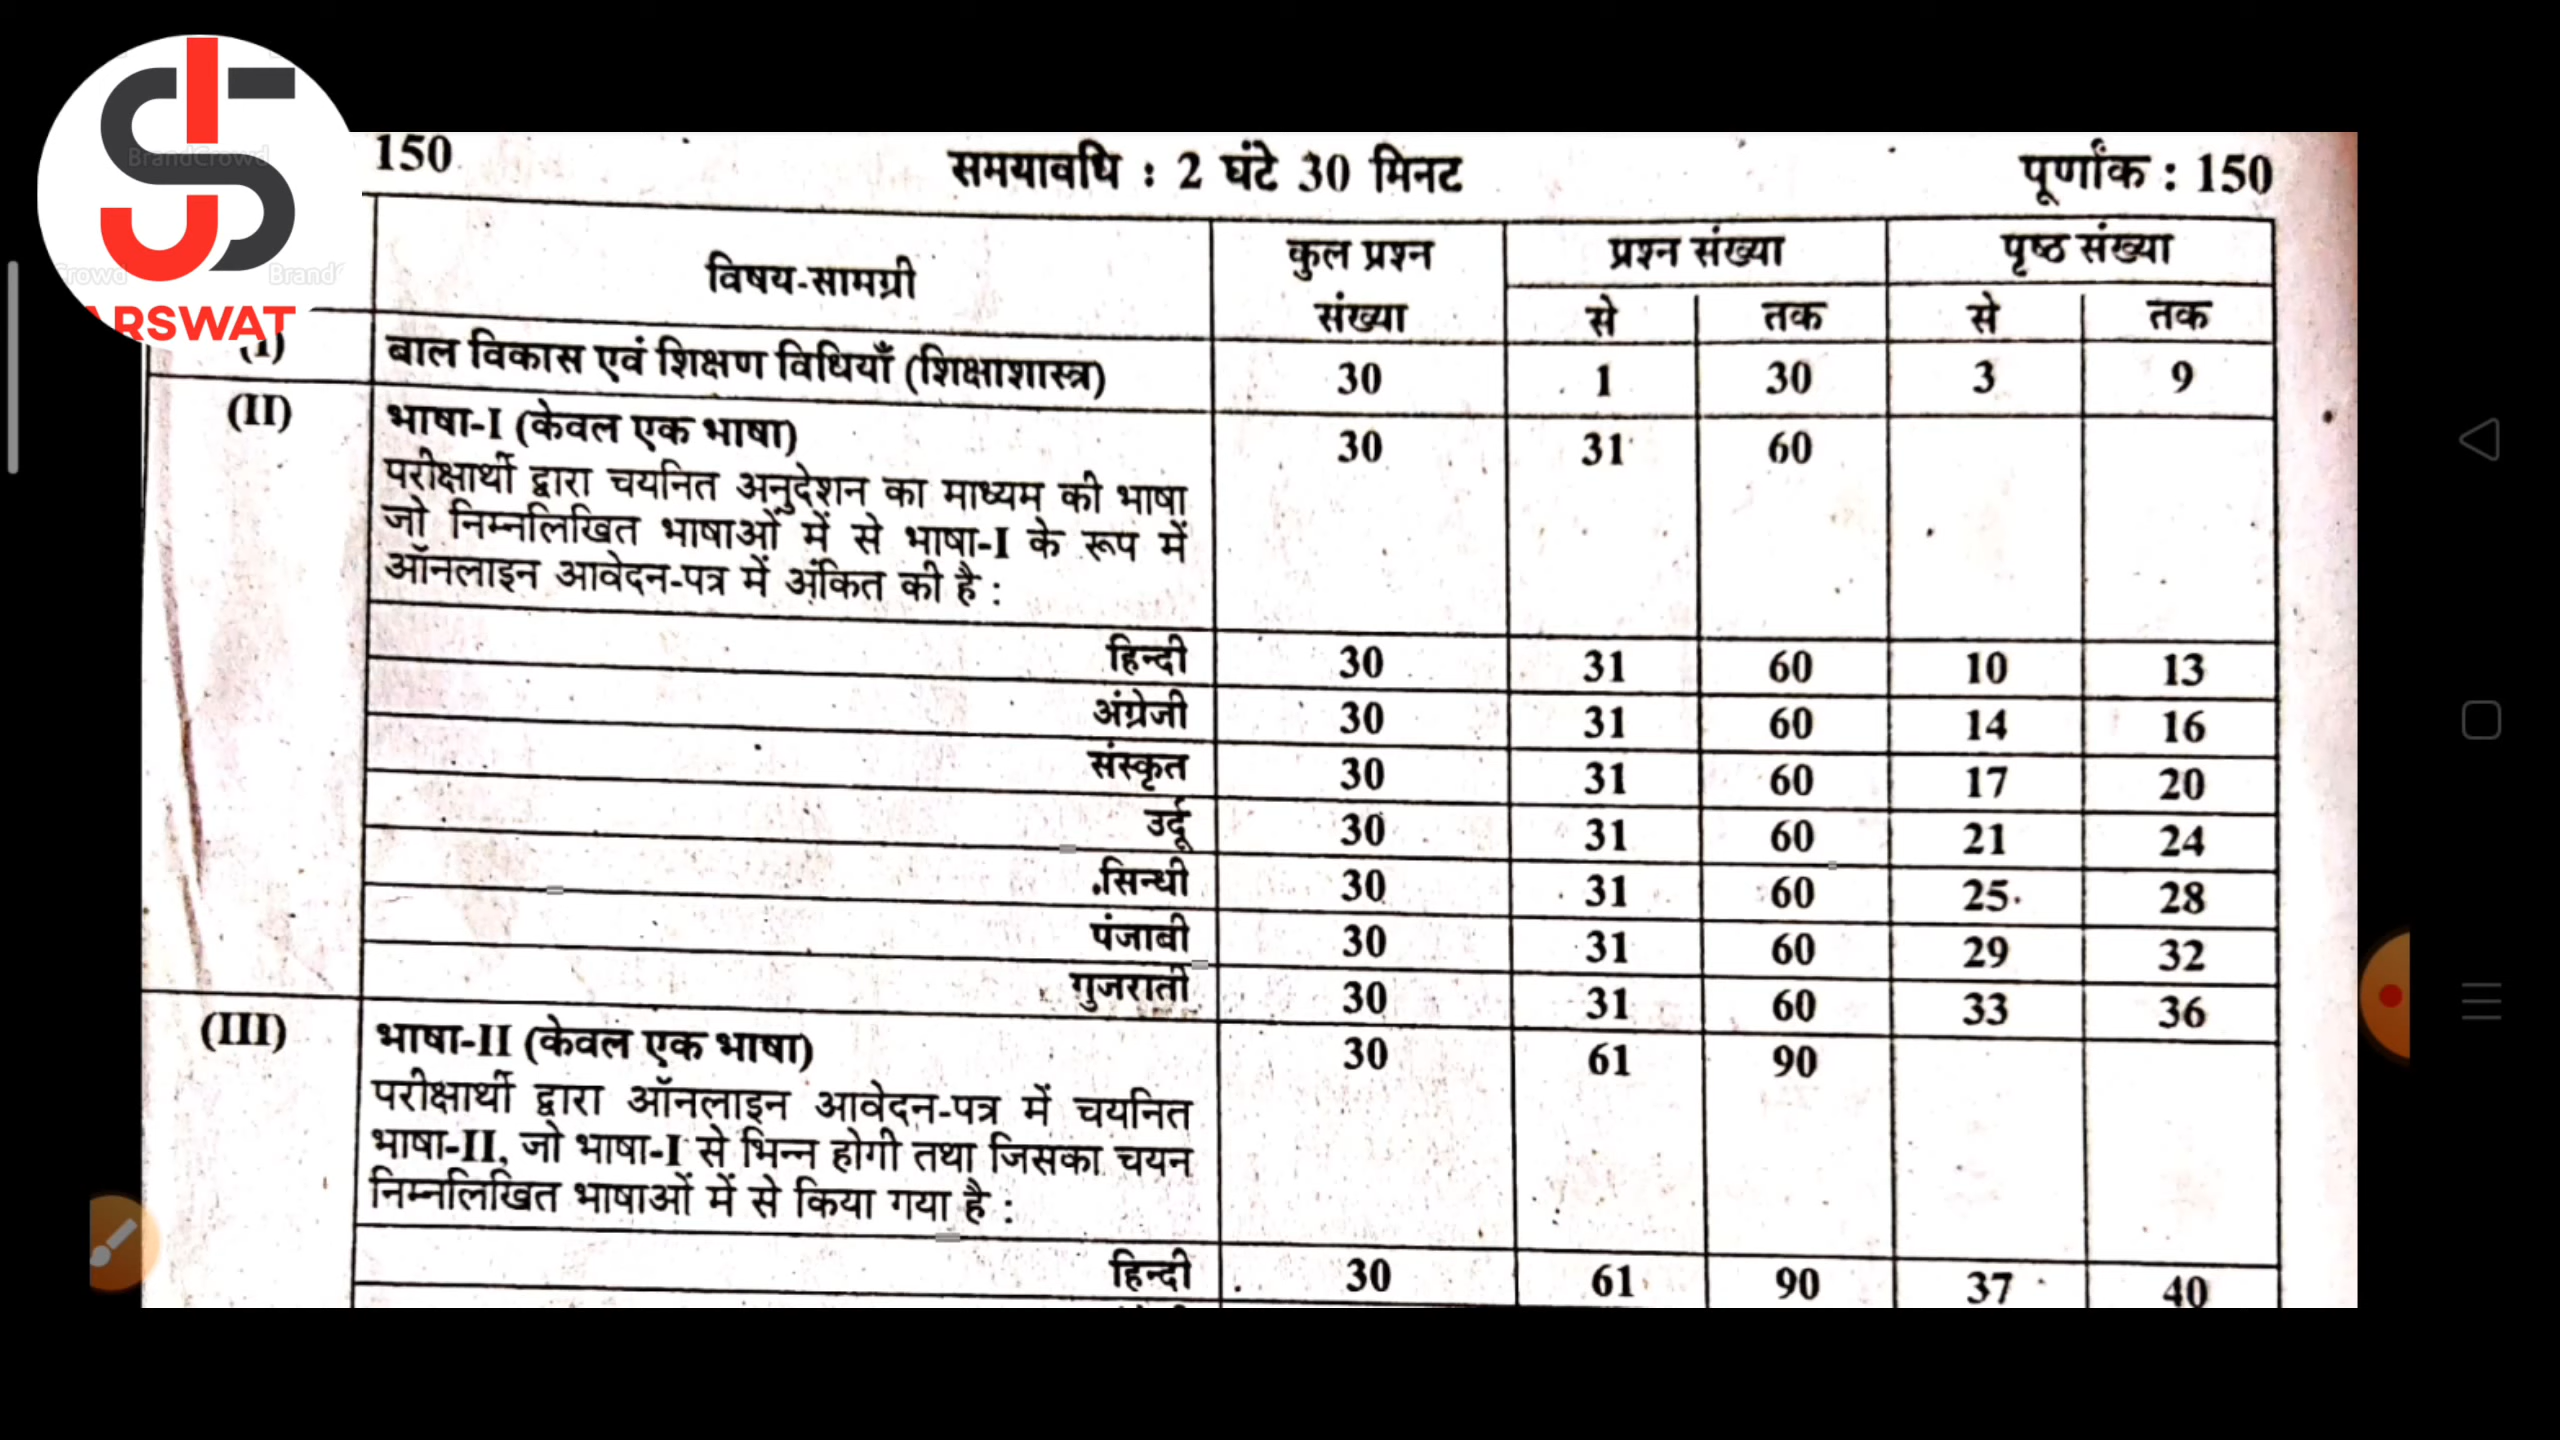 BrandCrowd
Crowd
Brand
ARSWAT
150 समयावधि : 2 घंटे 30 मिनट पूर्णांक : 150
विषय-सामग्री कुल प्रश्न संख्या प्रश्न संख्या पृष्ठ संख्या
से तक से तक
(I) बाल विकास एवं शिक्षण विधियाँ (शिक्षाशास्त्र) 30 1 30 3 9
(II) भाषा-I (केवल एक भाषा) 30 31 60
परीक्षार्थी द्वारा चयनित अनुदेशन का माध्यम की भाषा
जो निम्नलिखित भाषाओं में से भाषा-I के रूप में
ऑनलाइन आवेदन-पत्र में अंकित की है :
हिन्दी 30 31 60 10 13
अंग्रेजी 30 31 60 14 16
संस्कृत 30 31 60 17 20
उर्दू 30 31 60 21 24
सिन्धी 30 31 60 25 28
पंजाबी 30 31 60 29 32
गुजराती 30 31 60 33 36
(III) भाषा-II (केवल एक भाषा) 30 61 90
परीक्षार्थी द्वारा ऑनलाइन आवेदन-पत्र में चयनित
भाषा-II, जो भाषा-I से भिन्न होगी तथा जिसका चयन
निम्नलिखित भाषाओं में से किया गया है :
हिन्दी 30 61 90 37 40